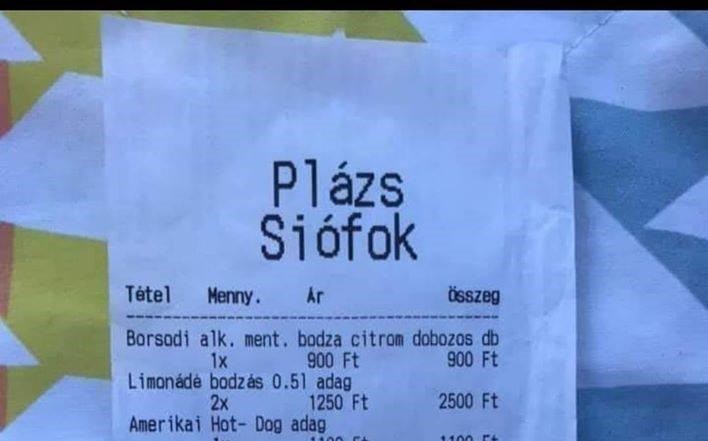 Plázs
Siófok
Tétel Menny. Ár Összeg
Borsodi alk. ment. bodza citrom dobozos db
1x 900 Ft 900 Ft
Limonádé bodzás 0.5l adag
2x 1250 Ft 2500 Ft
Amerikai Hot- Dog adag